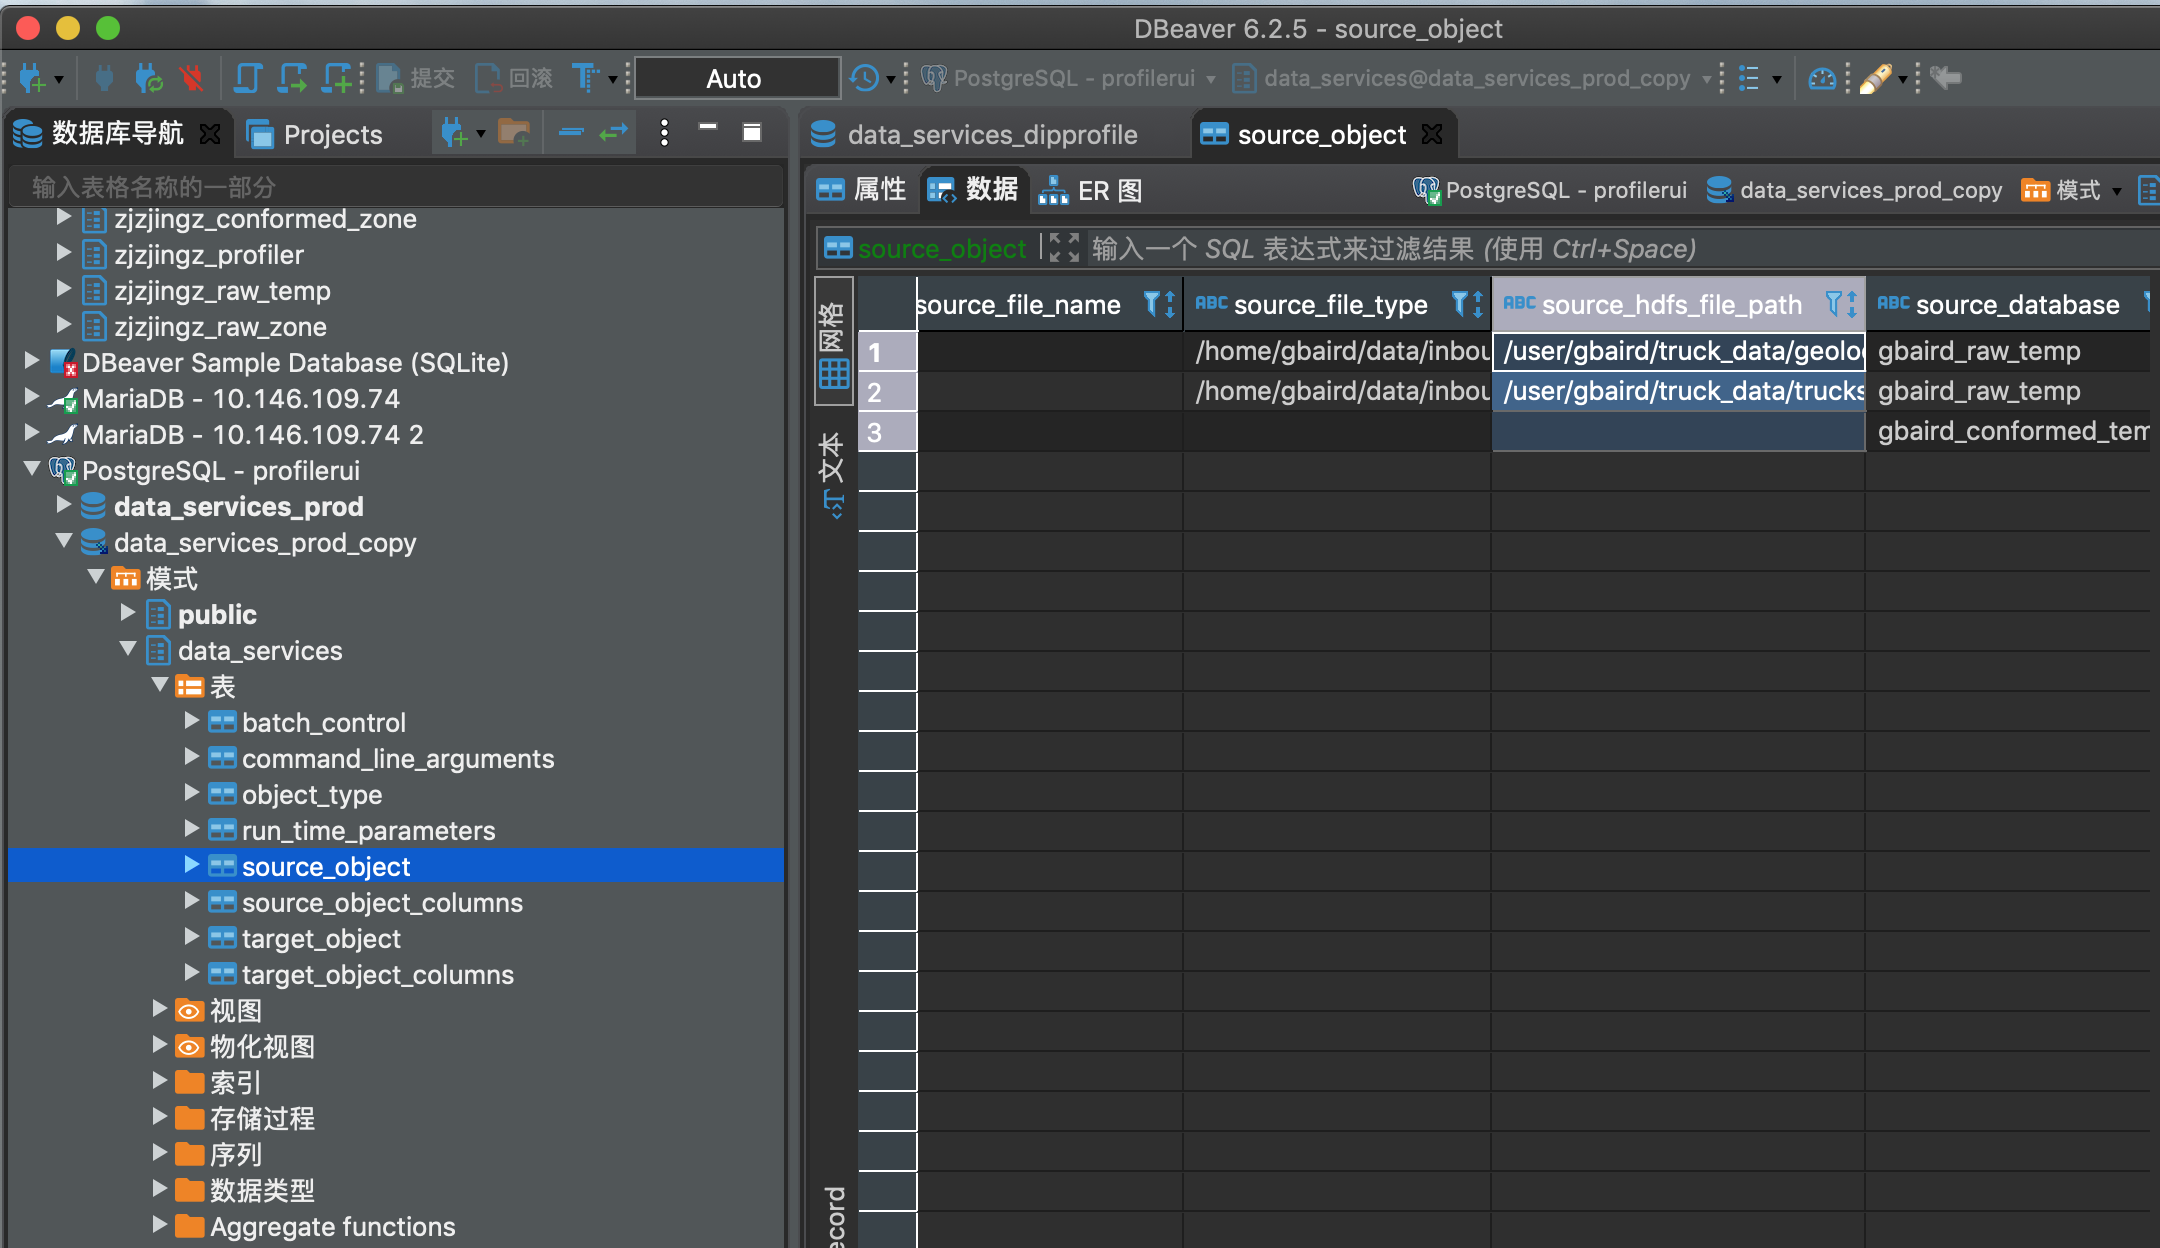 DBeaver 6.2.5 - source_object
提交 回滚 Auto PostgreSQL - profilerui data_services@data_services_prod_copy
数据库导航 Projects
输入表格名称的一部分
zjzjingz_conformed_zone
zjzjingz_profiler
zjzjingz_raw_temp
zjzjingz_raw_zone
DBeaver Sample Database (SQLite)
MariaDB - 10.146.109.74
MariaDB - 10.146.109.74 2
PostgreSQL - profilerui
data_services_prod
data_services_prod_copy
模式
public
data_services
表
batch_control
command_line_arguments
object_type
run_time_parameters
source_object
source_object_columns
target_object
target_object_columns
视图
物化视图
索引
存储过程
序列
数据类型
Aggregate functions
data_services_dipprofile source_object
属性 数据 ER 图 PostgreSQL - profilerui data_services_prod_copy 模式
source_object 输入一个 SQL 表达式来过滤结果 (使用 Ctrl+Space)
网格
文本
ecord
source_file_name ABC source_file_type ABC source_hdfs_file_path ABC source_database
1 /home/gbaird/data/inbou /user/gbaird/truck_data/geolo gbaird_raw_temp
2 /home/gbaird/data/inbou /user/gbaird/truck_data/trucks gbaird_raw_temp
3 gbaird_conformed_tem